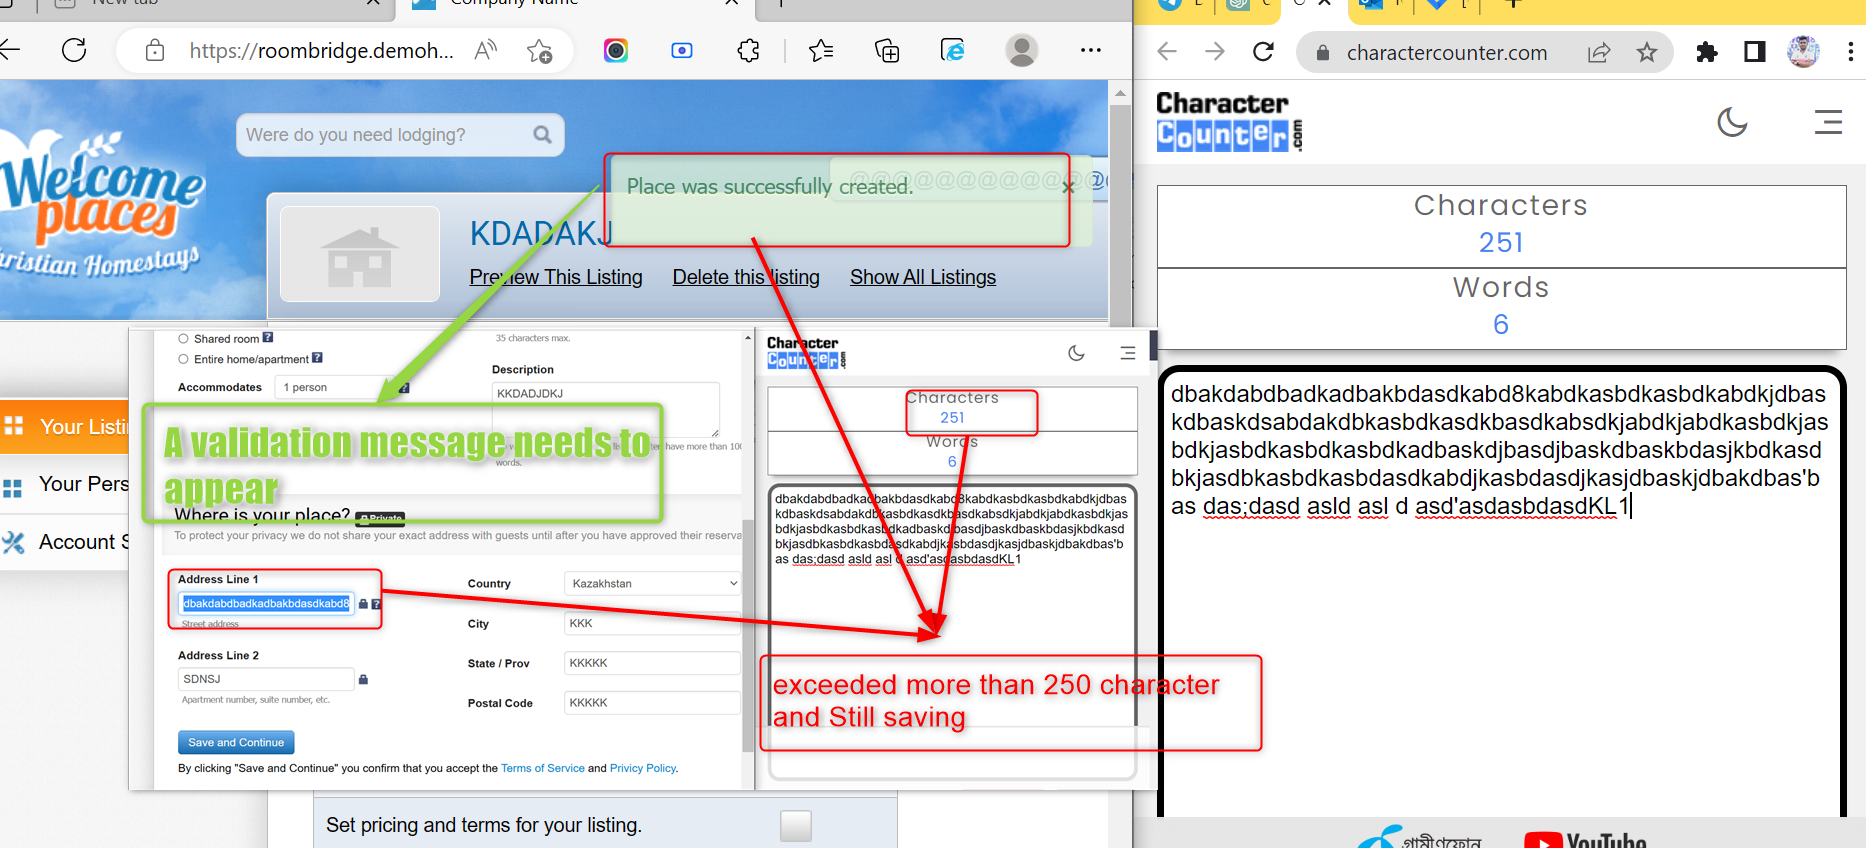 New tab
Company Name
https://roombridge.demoh...
charactercounter.com
Were do you need lodging?
Welcome
places
hristian Homestays
Place was successfully created.
KDADAKJ
Preview This Listing
Delete this listing
Show All Listings
Your Listi
Your Pers
Account S
Shared room
Entire home/apartment
Accommodates
1 person
35 characters max.
Description
KKDADJDKJ
have more than 100
words.
A validation message needs to
appear
Where is your place?
Private
To protect your privacy we do not share your exact address with guests until after you have approved their reserva
Address Line 1
dbakdabdbadkadbakbdasdkabd8
Street address
Address Line 2
SDNSJ
Apartment number, suite number, etc.
Country
Kazakhstan
City
KKK
State / Prov
KKKKK
Postal Code
KKKKK
Save and Continue
By clicking "Save and Continue" you confirm that you accept the Terms of Service and Privacy Policy.
Set pricing and terms for your listing.
Character
Counter.com
Characters
251
Words
6
dbakdabdbadkadbakbdasdkabd8kabdkasbdkasbdkabdkjdbas
kdbaskdsabdakdbkasbdkasdkbasdkabsdkjabdkjabdkasbdkjas
bdkjasbdkasbdkasbdkadbaskdjbasdjbaskdbaskbdasjkbdkasd
bkjasdbkasbdkasbdasdkabdjkasbdasdjkasjdbaskjdbakdbas'b
as das;dasd asld asl d asd'asdasbdasdKL1
exceeded more than 250 character
and Still saving
Character
Counter.com
Characters
251
Words
6
dbakdabdbadkadbakbdasdkabd8kabdkasbdkasbdkabdkjdbas
kdbaskdsabdakdbkasbdkasdkbasdkabsdkjabdkjabdkasbdkjas
bdkjasbdkasbdkasbdkadbaskdjbasdjbaskdbaskbdasjkbdkasd
bkjasdbkasbdkasbdasdkabdjkasbdasdjkasjdbaskjdbakdbas'b
as das;dasd asld asl d asd'asdasbdasdKL1
গ্রামীণফোন
YouTube